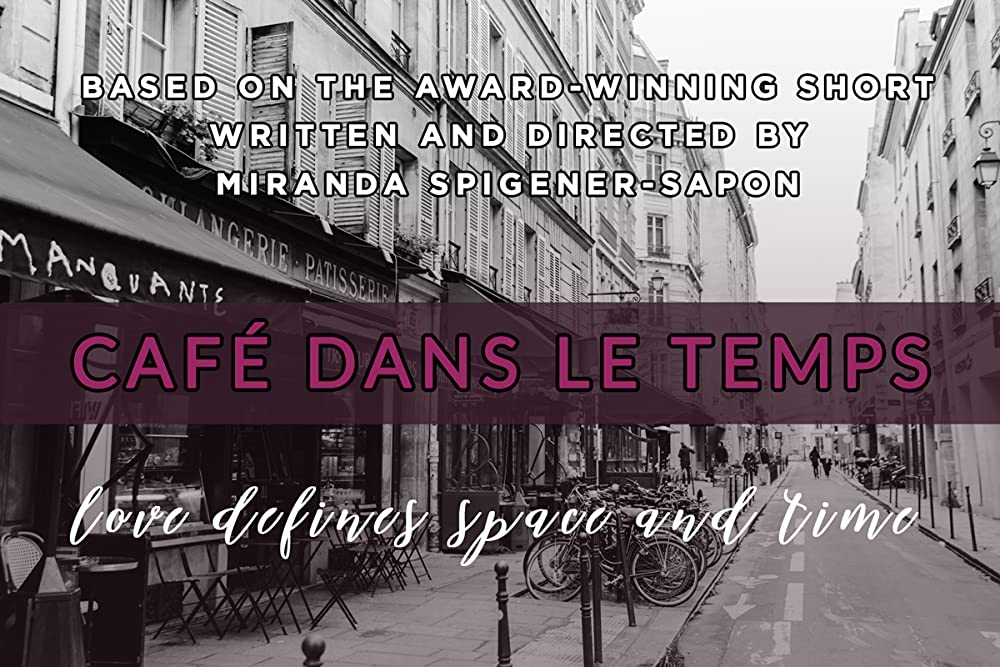 BASED ON THE AWARD-WINNING SHORT
WRITTEN AND DIRECTED BY
MIRANDA SPIGENER-SAPON
BOULANGERIE · PATISSERIE
MANQUANTE
CAFÉ DANS LE TEMPS
love defines space and time